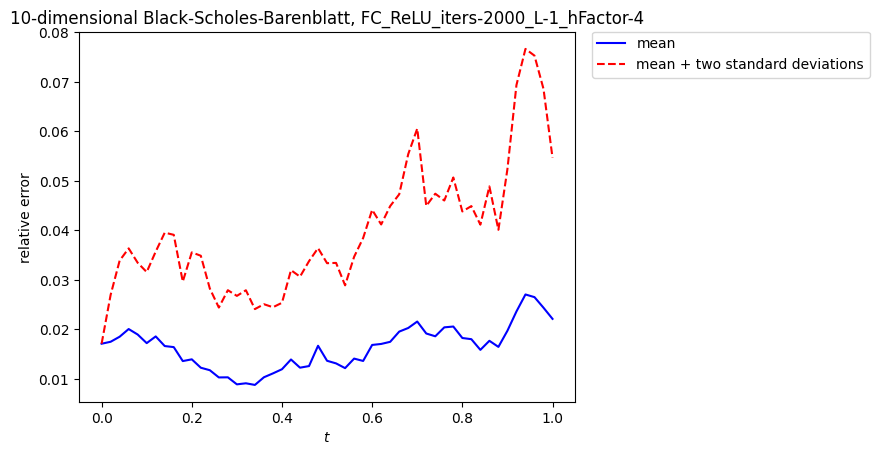 10-dimensional Black-Scholes-Barenblatt, FC_ReLU_iters-2000_L-1_hFactor-4
mean
mean + two standard deviations
relative error
0.08
0.07
0.06
0.05
0.04
0.03
0.02
0.01
0.0
0.2
0.4
0.6
0.8
1.0
t